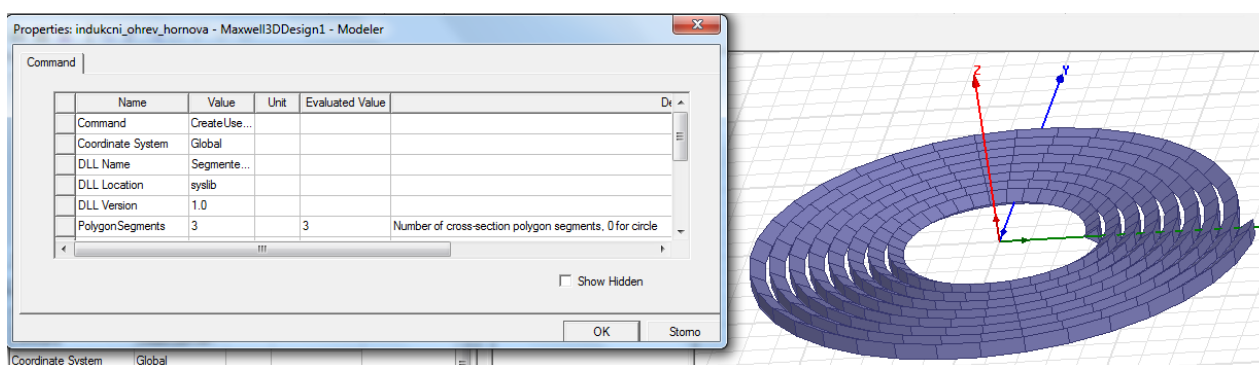 Properties: indukcni_ohrev_hornova - Maxwell3DDesign1 - Modeler
Command
Name Value Unit Evaluated Value
Command CreateUse...
Coordinate System Global
DLL Name Segmente...
DLL Location syslib
DLL Version 1.0
PolygonSegments 3 3 Number of cross-section polygon segments, 0 for circle
Show Hidden
OK Storno
Coordinate System Global
Z
Y